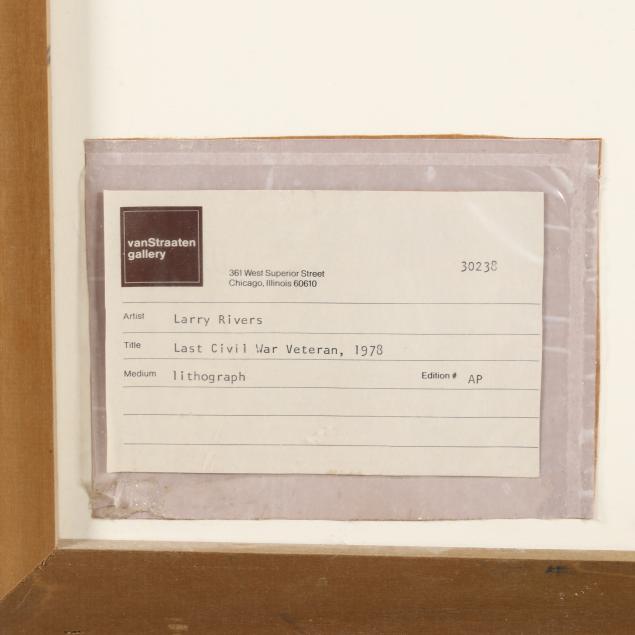 vanStraaten
gallery
361 West Superior Street
Chicago, Illinois 60610
30238
Artist Larry Rivers
Title Last Civil War Veteran, 1978
Medium lithograph Edition # AP